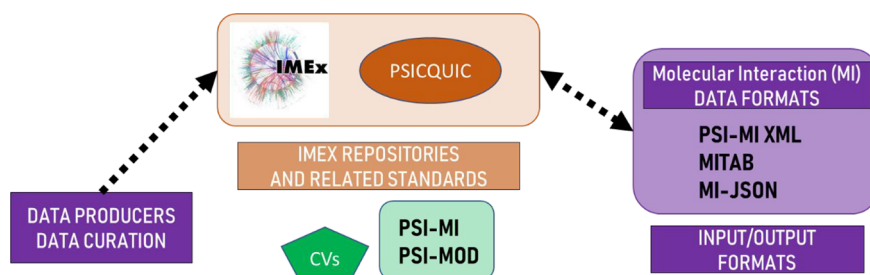 IMEx
PSICQUIC
Molecular Interaction (MI)
DATA FORMATS
PSI-MI XML
MITAB
MI-JSON
IMEX REPOSITORIES
AND RELATED STANDARDS
DATA PRODUCERS
DATA CURATION
CVs
PSI-MI
PSI-MOD
INPUT/OUTPUT
FORMATS